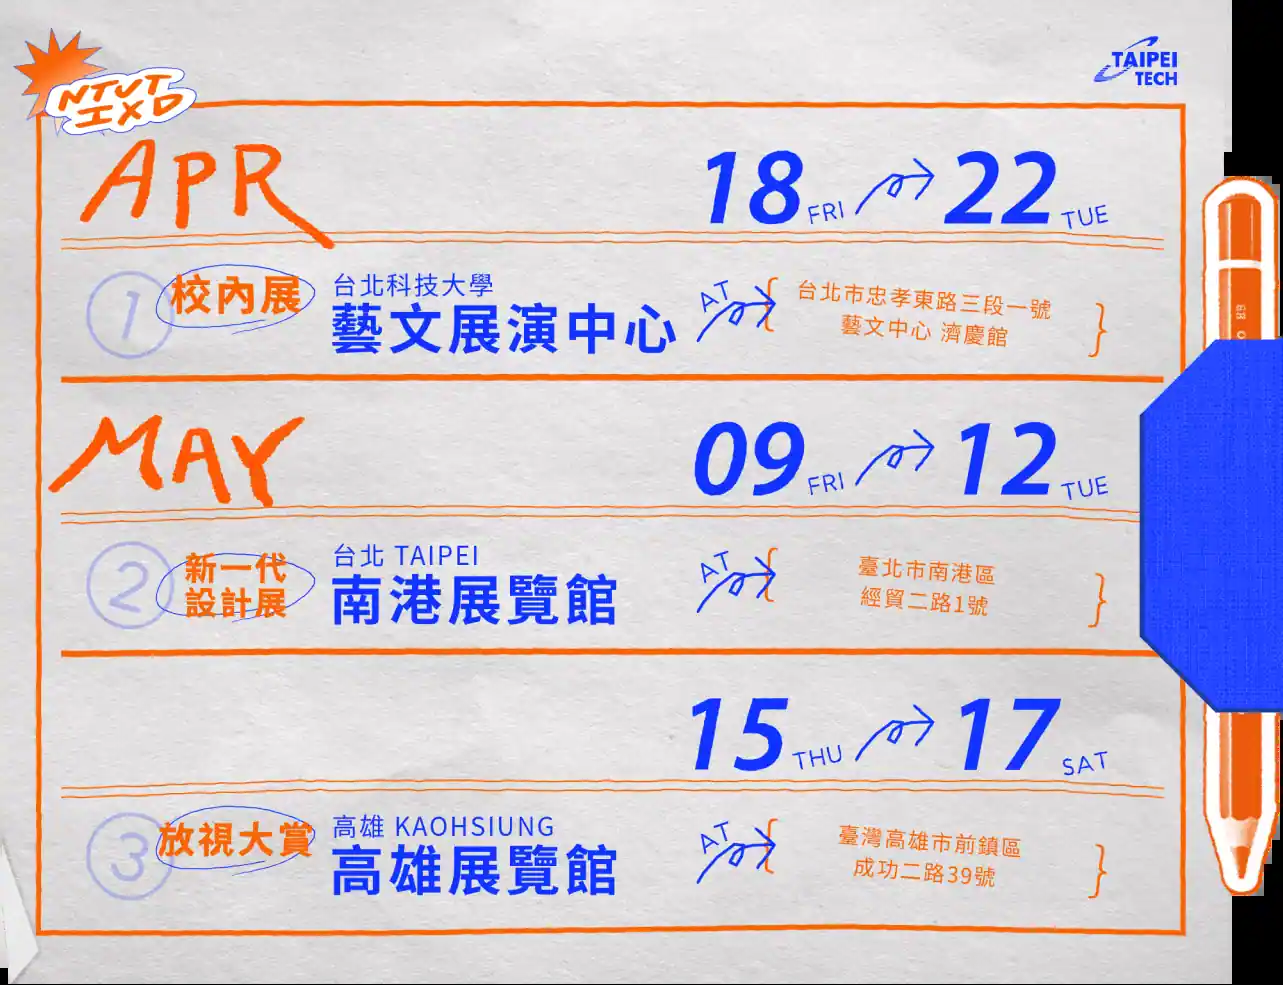 NTUT
IXD
TAIPEI
TECH
APR
18 FRI 22 TUE
1 校內展
台北科技大學
藝文展演中心
AT
台北市忠孝東路三段一號
藝文中心 濟慶館
MAY
09 FRI 12 TUE
2 新一代
設計展
台北 TAIPEI
南港展覽館
AT
臺北市南港區
經貿二路1號
15 THU 17 SAT
3 放視大賞
高雄 KAOHSIUNG
高雄展覽館
AT
臺灣高雄市前鎮區
成功二路39號